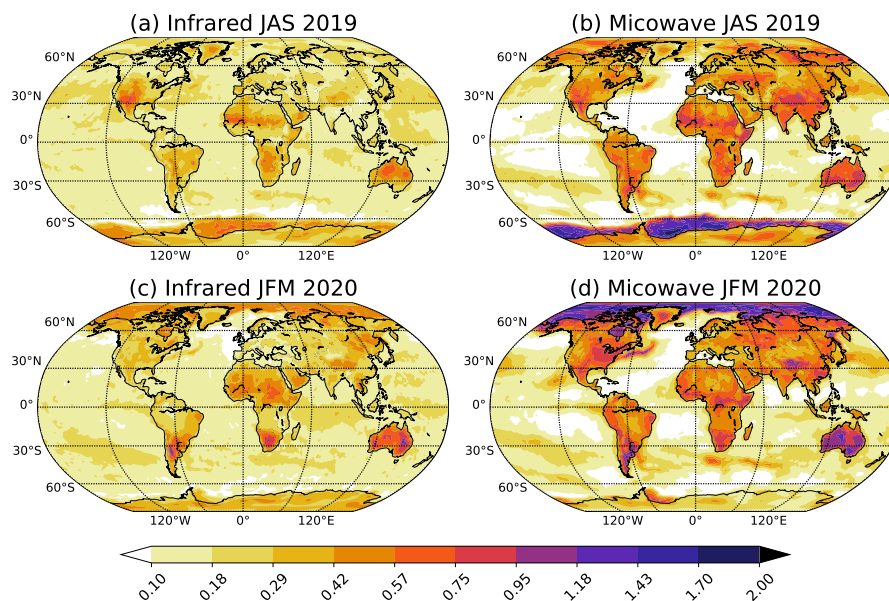 (a) Infrared JAS 2019
(b) Micowave JAS 2019
60°N
30°N
0°
30°S
60°S
120°W
0°
120°E
60°N
30°N
0°
30°S
60°S
120°W
0°
120°E
(c) Infrared JFM 2020
(d) Micowave JFM 2020
60°N
30°N
0°
30°S
60°S
120°W
0°
120°E
60°N
30°N
0°
30°S
60°S
120°W
0°
120°E
0.10
0.18
0.29
0.42
0.57
0.75
0.95
1.18
1.43
1.70
2.00